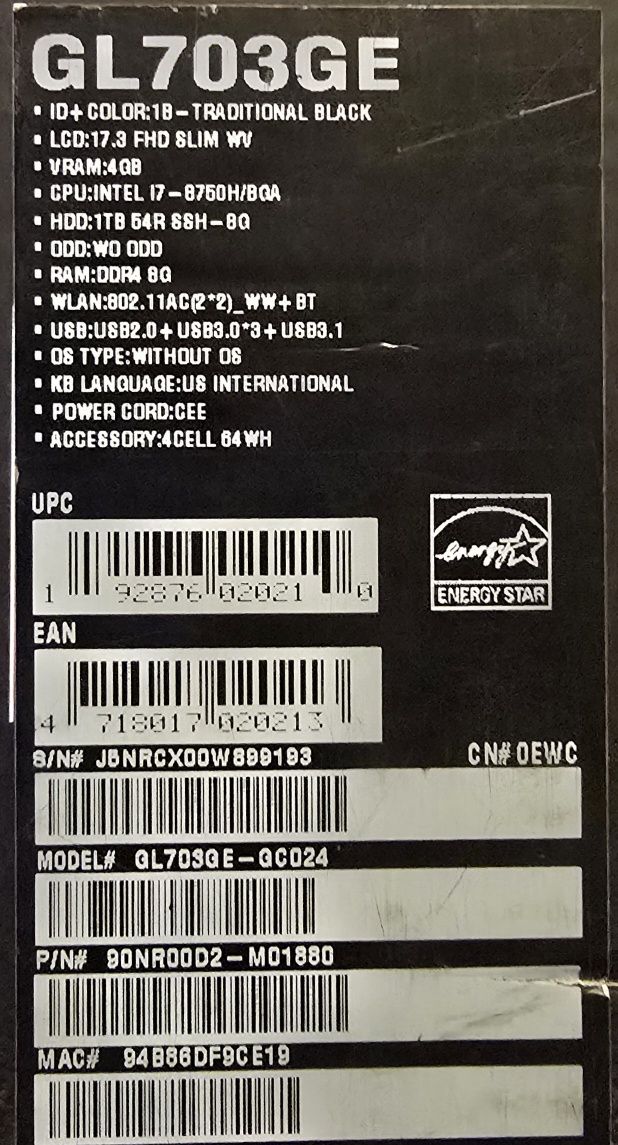 GL703GE
▪ ID+COLOR:1B-TRADITIONAL BLACK
▪ LCD:17.3 FHD SLIM WV
▪ VRAM:4GB
▪ CPU:INTEL I7-8750H/BGA
▪ HDD:1TB 54R SSH-8G
▪ ODD:WO ODD
▪ RAM:DDR4 8G
▪ WLAN:802.11AC(2*2)_WW+BT
▪ USB:USB2.0+USB3.0*3+USB3.1
▪ OS TYPE:WITHOUT OS
▪ KB LANGUAGE:US INTERNATIONAL
▪ POWER CORD:CEE
▪ ACCESSORY:4CELL 64WH
UPC
1 92876 02021 0
energy
ENERGY STAR
EAN
4 718017 020213
S/N# J5NRCX00W899193 CN# 0EWC
MODEL# GL703GE-GC024
P/N# 90NR00D2-M01880
MAC# 94B86DF9CE19